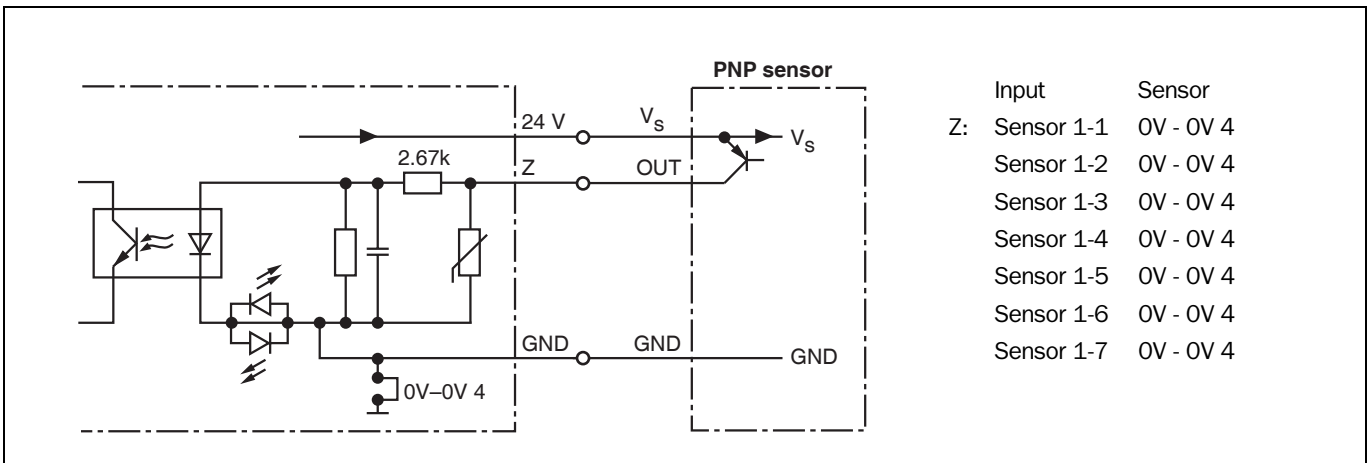 PNP sensor
24 V
V_S
V_S
2.67k
Z
OUT
GND
GND
GND
0V–0V 4
Input Sensor
Z: Sensor 1-1 0V - 0V 4
Sensor 1-2 0V - 0V 4
Sensor 1-3 0V - 0V 4
Sensor 1-4 0V - 0V 4
Sensor 1-5 0V - 0V 4
Sensor 1-6 0V - 0V 4
Sensor 1-7 0V - 0V 4